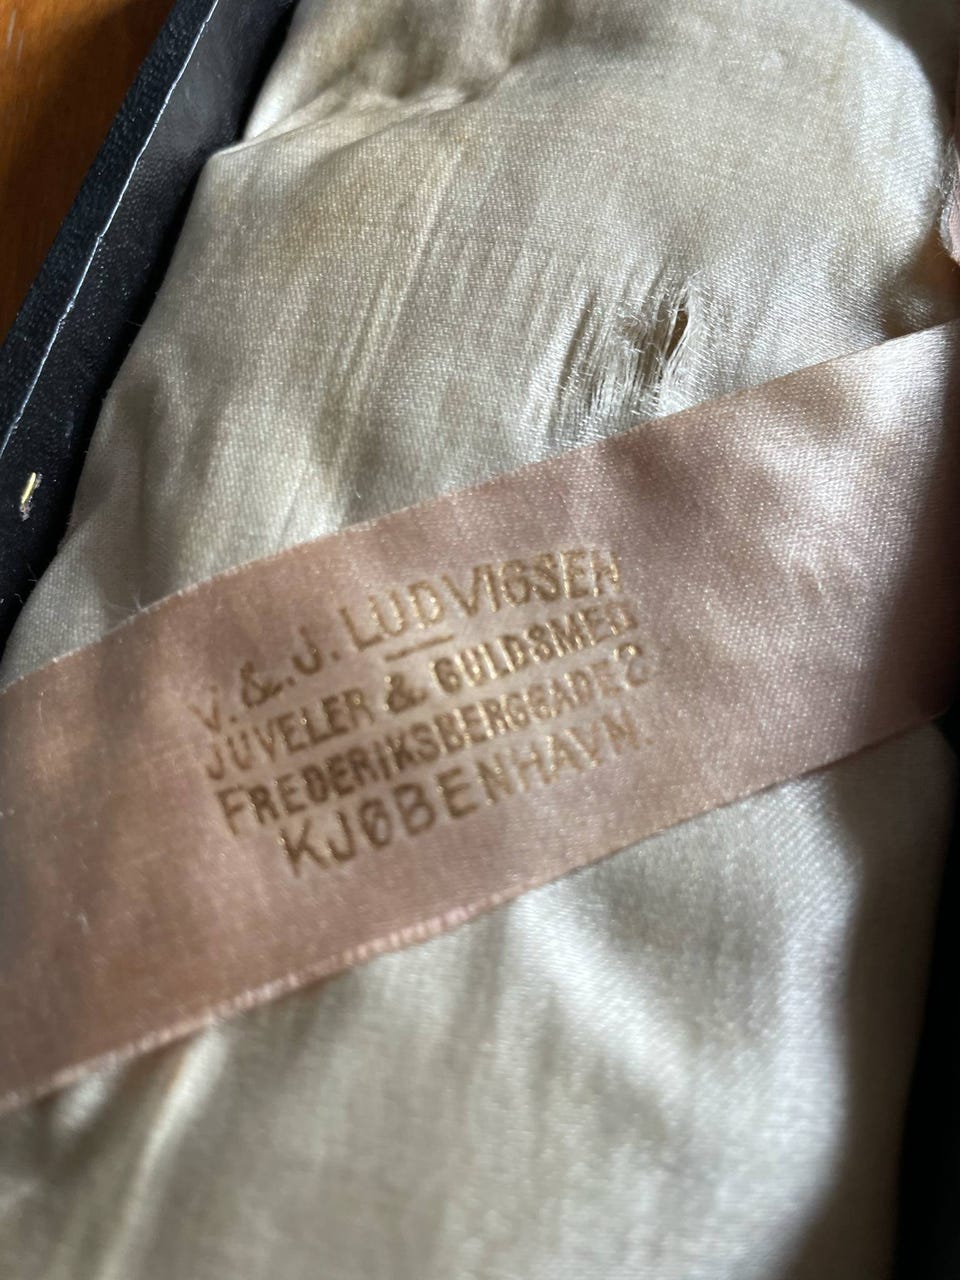 V. & J. LUDVIGSEN
JUVELER & GULDSMED
FREDERIKSBERGGADE 2
KJØBENHAVN.